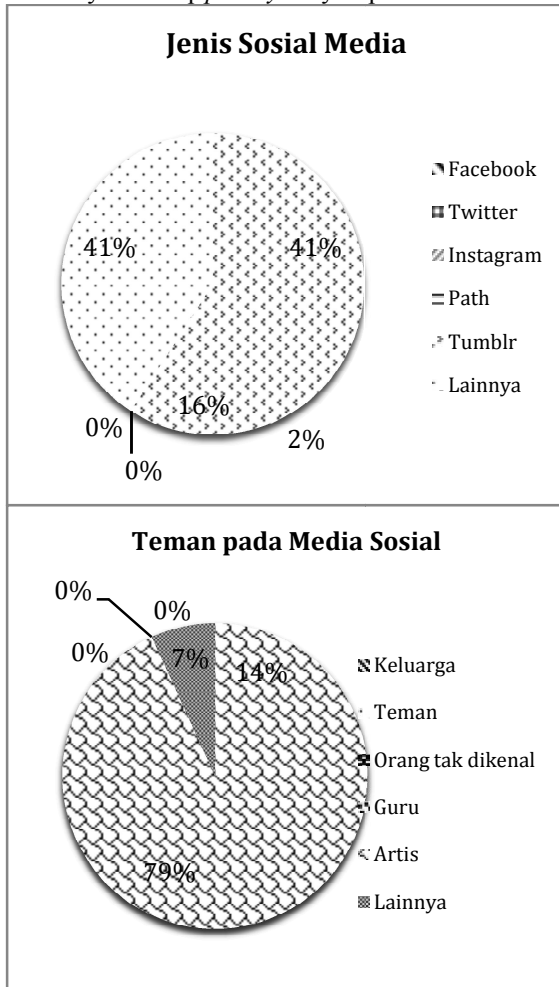 Jenis Sosial Media
Facebook
Twitter
Instagram
Path
Tumblr
Lainnya
41%
41%
16%
2%
0%
0%
Teman pada Media Sosial
0%
0%
0%
7%
14%
79%
Keluarga
Teman
Orang tak dikenal
Guru
Artis
Lainnya